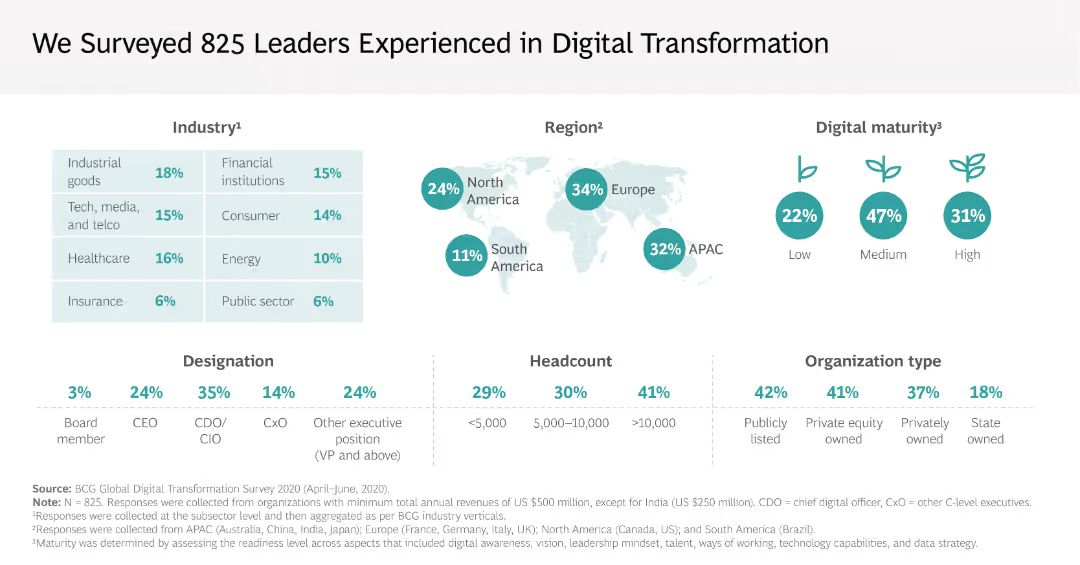 We Surveyed 825 Leaders Experienced in Digital Transformation
Industry¹
Industrial
goods
18%
Financial
institutions
15%
Tech, media,
and telco
15%
Consumer
14%
Healthcare
16%
Energy
10%
Insurance
6%
Public sector
6%
Region²
24%
North
America
34%
Europe
11%
South
America
32%
APAC
Digital maturity³
22%
47%
31%
Low
Medium
High
Designation
3%
24%
35%
14%
24%
Board
member
CEO
CDO/
CIO
CxO
Other executive
position
(VP and above)
Headcount
29%
30%
41%
<5,000
5,000–10,000
>10,000
Organization type
42%
41%
37%
18%
Publicly
listed
Private equity
owned
Privately
owned
State
owned
Source: BCG Global Digital Transformation Survey 2020 (April–June, 2020).
Note: N = 825. Responses were collected from organizations with minimum total annual revenues of US $500 million, except for India (US $250 million). CDO = chief digital officer, CxO = other C-level executives.
¹Responses were collected at the subsector level and then aggregated as per BCG industry verticals.
²Responses collected from APAC (Australia, China, India, Japan); Europe (France, Germany, Italy, UK); North America (Canada, US); and South America (Brazil).
³Maturity was determined by assessing the readiness level across aspects that included digital awareness, vision, leadership mindset, talent, ways of working, technology capabilities, and data strategy.